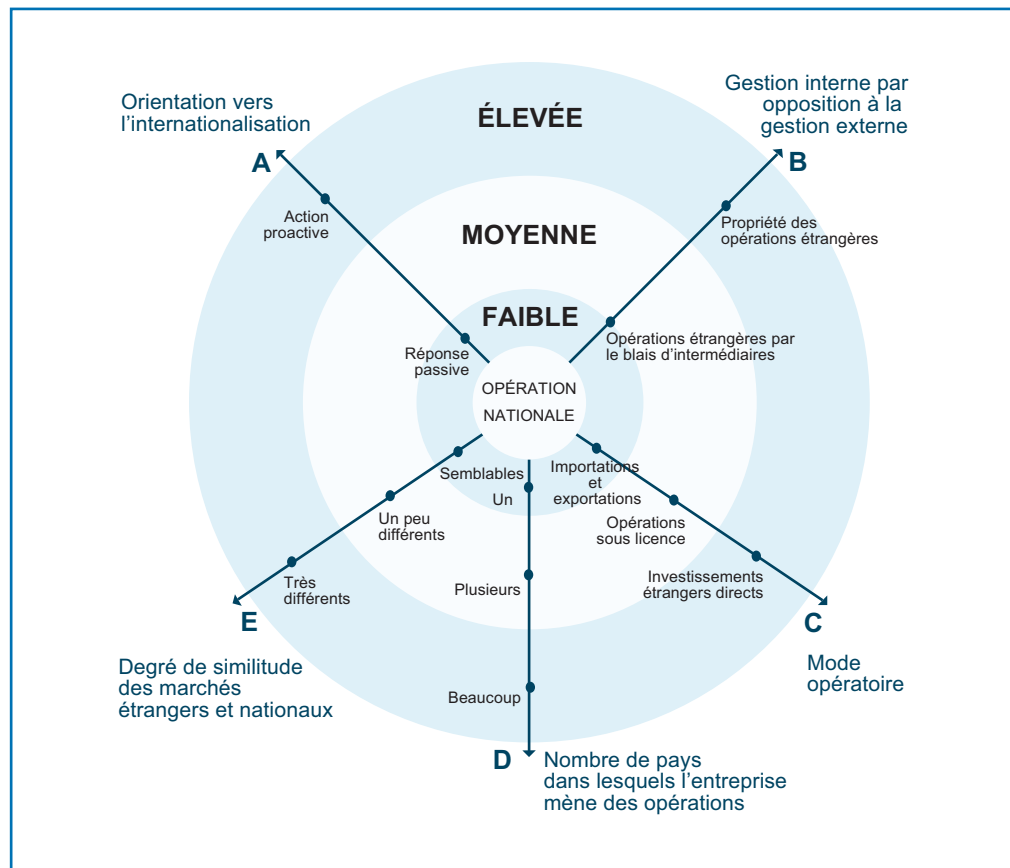 Orientation vers
l’internationalisation
A
Action
proactive
Réponse
passive
Gestion interne par
opposition à la
gestion externe
B
Propriété des
opérations étrangères
Opérations étrangères par
le blais d’intermédiaires
ÉLEVÉE
MOYENNE
FAIBLE
OPÉRATION
NATIONALE
Importations
et
exportations
Opérations
sous licence
Investissements
étrangers directs
C
Mode
opératoire
Un
Plusieurs
Beaucoup
D
Nombre de pays
dans lesquels l’entreprise
mène des opérations
Semblables
Un peu
différents
Très
différents
E
Degré de similitude
des marchés
étrangers et nationaux